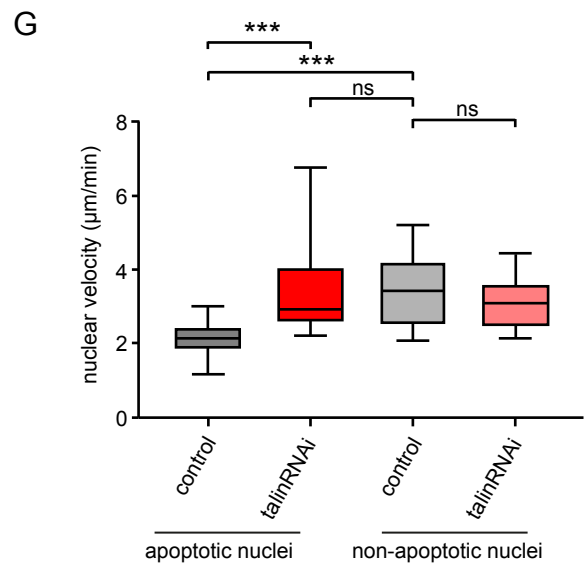 G
***
***
ns
ns
nuclear velocity (µm/min)
8
6
4
2
0
control
talinRNAi
control
talinRNAi
apoptotic nuclei
non-apoptotic nuclei